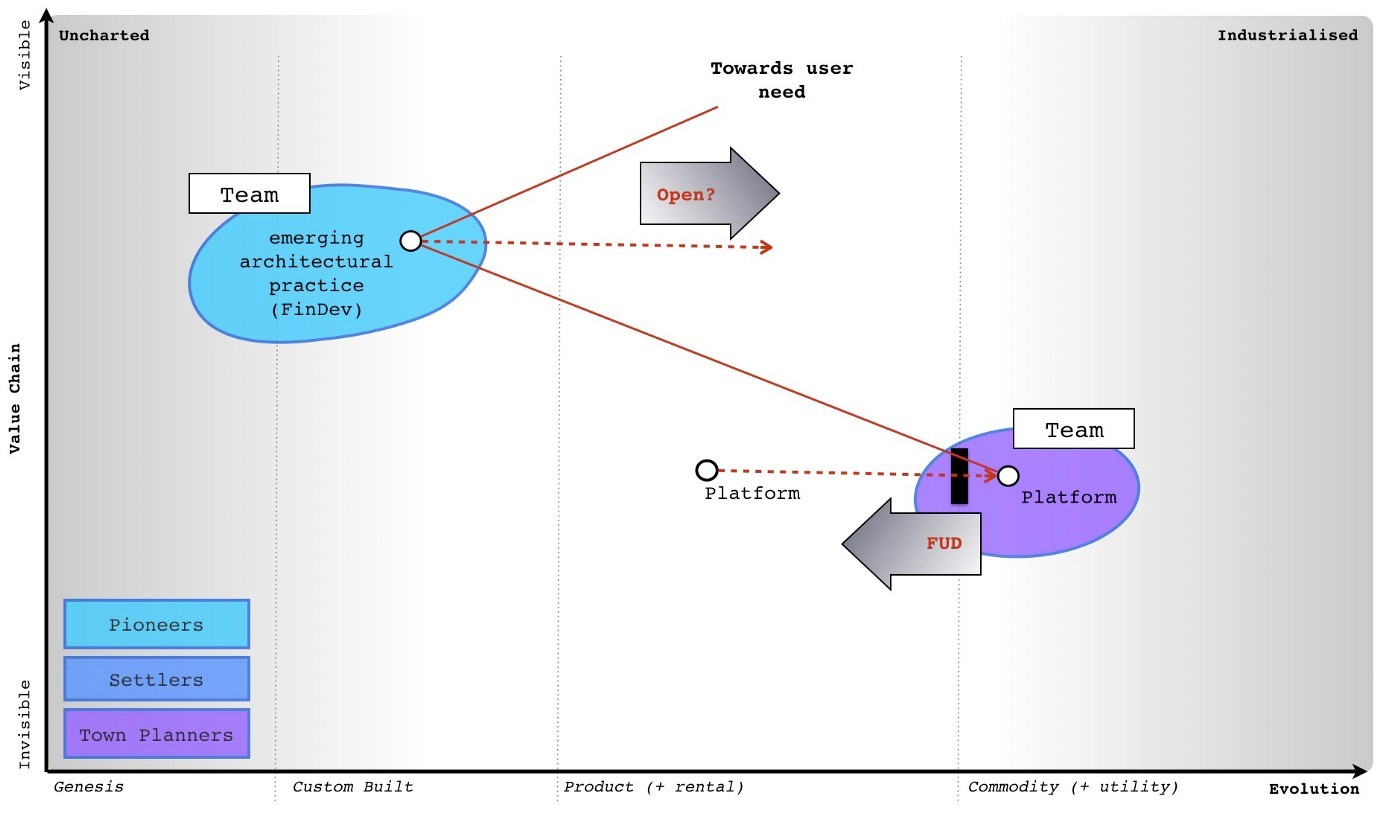 Visible
Uncharted
Industrialised
Towards user
need
Team
Open?
emerging
architectural
practice
(FinDev)
Value Chain
Team
Platform
Platform
FUD
Pioneers
Settlers
Town Planners
Invisible
Genesis
Custom Built
Product (+ rental)
Commodity (+ utility)
Evolution